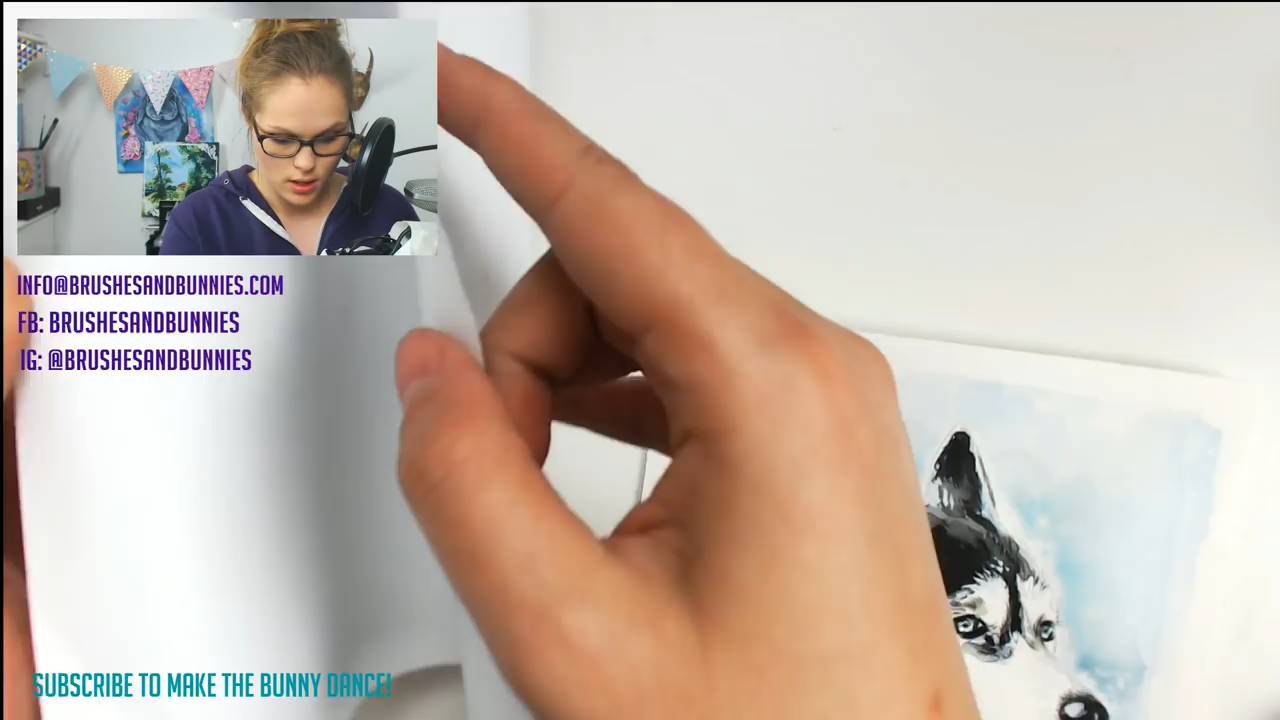 INFO@BRUSHESANDBUNNIES.COM
FB: BRUSHESANDBUNNIES
IG: @BRUSHESANDBUNNIES
SUBSCRIBE TO MAKE THE BUNNY DANCE!